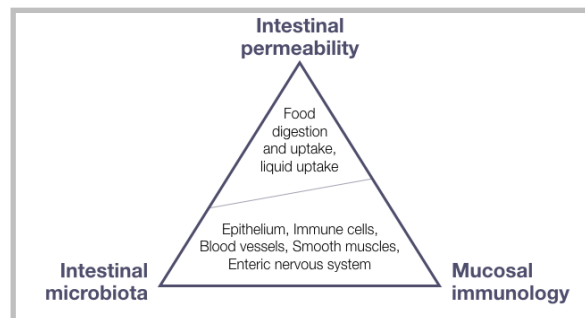 Intestinal
permeability
Food
digestion
and uptake,
liquid uptake
Epithelium, Immune cells,
Blood vessels, Smooth muscles,
Enteric nervous system
Intestinal
microbiota
Mucosal
immunology